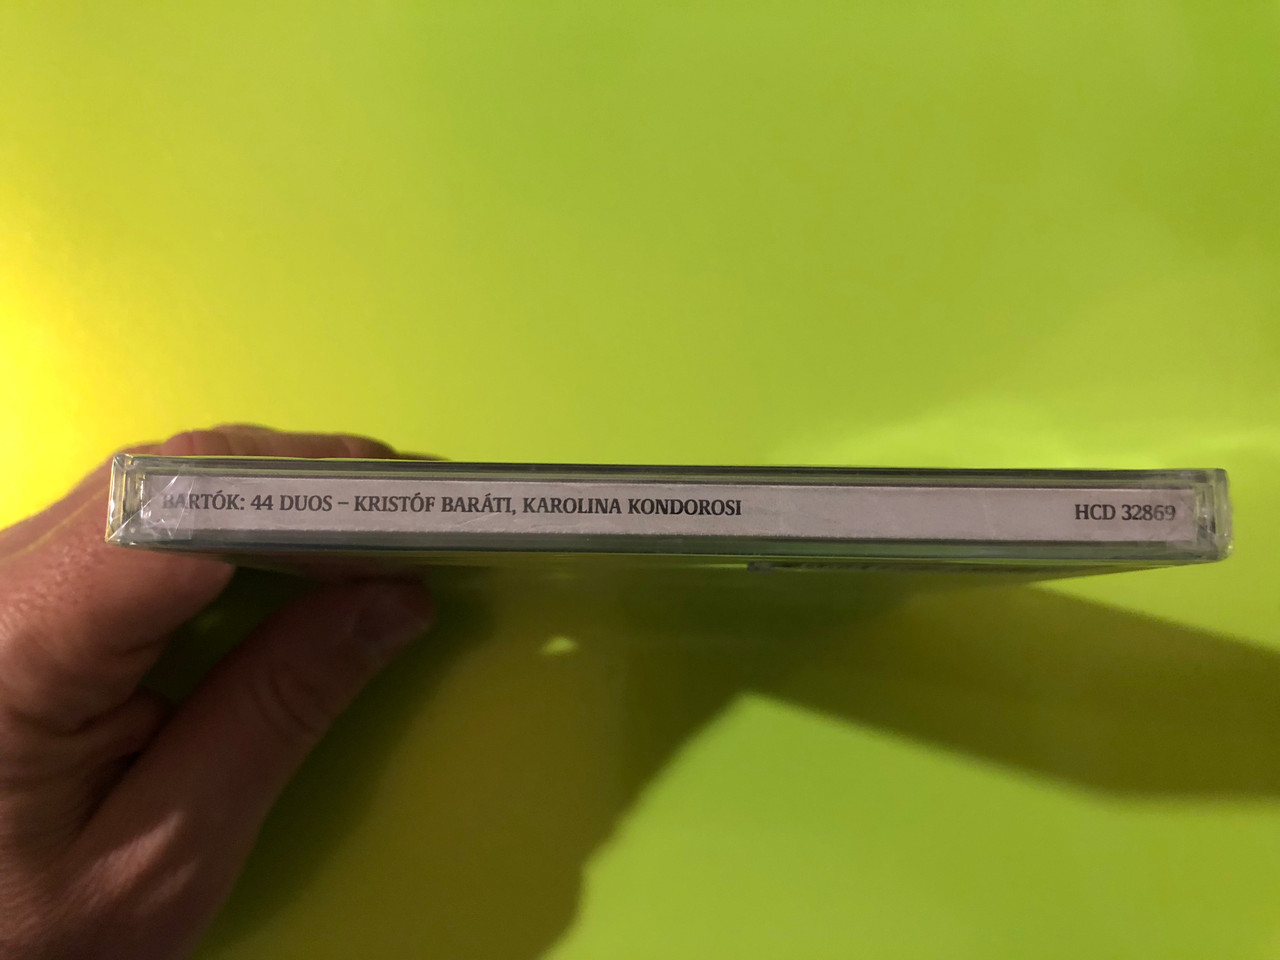 BARTÓK: 44 DUOS – KRISTÓF BARÁTI, KAROLINA KONDOROSI
HCD 32869